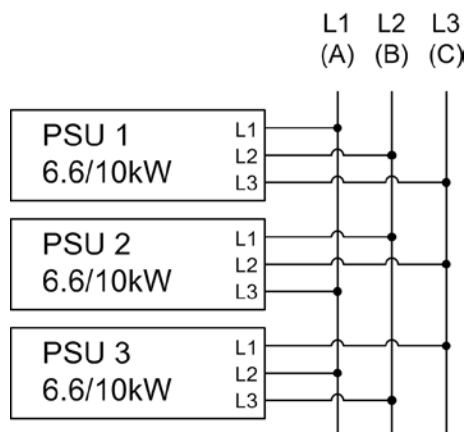 L1 L2 L3
(A) (B) (C)
PSU 1
6.6/10kW
L1
L2
L3
PSU 2
6.6/10kW
L1
L2
L3
PSU 3
6.6/10kW
L1
L2
L3